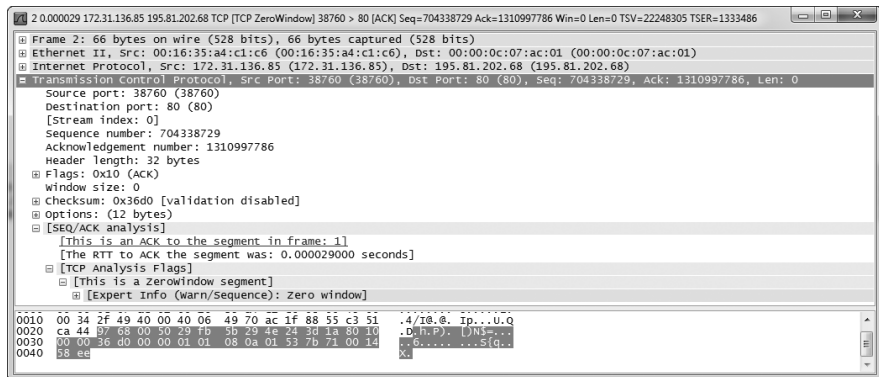 2 0.000029 172.31.136.85 195.81.202.68 TCP [TCP ZeroWindow] 38760 > 80 [ACK] Seq=704338729 Ack=1310997786 Win=0 Len=0 TSV=22248305 TSER=1333486
Frame 2: 66 bytes on wire (528 bits), 66 bytes captured (528 bits)
Ethernet II, Src: 00:16:35:a4:c1:c6 (00:16:35:a4:c1:c6), Dst: 00:00:0c:07:ac:01 (00:00:0c:07:ac:01)
Internet Protocol, Src: 172.31.136.85 (172.31.136.85), Dst: 195.81.202.68 (195.81.202.68)
Transmission Control Protocol, Src Port: 38760 (38760), Dst Port: 80 (80), Seq: 704338729, Ack: 1310997786, Len: 0
Source port: 38760 (38760)
Destination port: 80 (80)
[Stream index: 0]
Sequence number: 704338729
Acknowledgement number: 1310997786
Header length: 32 bytes
Flags: 0x10 (ACK)
Window size: 0
Checksum: 0x36d0 [validation disabled]
Options: (12 bytes)
[SEQ/ACK analysis]
[This is an ACK to the segment in frame: 1]
[The RTT to ACK the segment was: 0.000029000 seconds]
[TCP Analysis Flags]
[This is a ZeroWindow segment]
[Expert Info (Warn/Sequence): Zero window]
0010 00 34 2f 49 40 00 40 06 49 70 ac 1f 88 55 c3 51 .4/I@.@. Ip...U.Q
0020 ca 44 97 68 00 50 29 fb 5b 29 4e 24 3d 1a 80 10 .D.h.P). [)N$=...
0030 00 00 36 d0 00 00 01 01 08 0a 01 53 7b 71 00 14 ..6..... ...S{q..
0040 58 ee X.